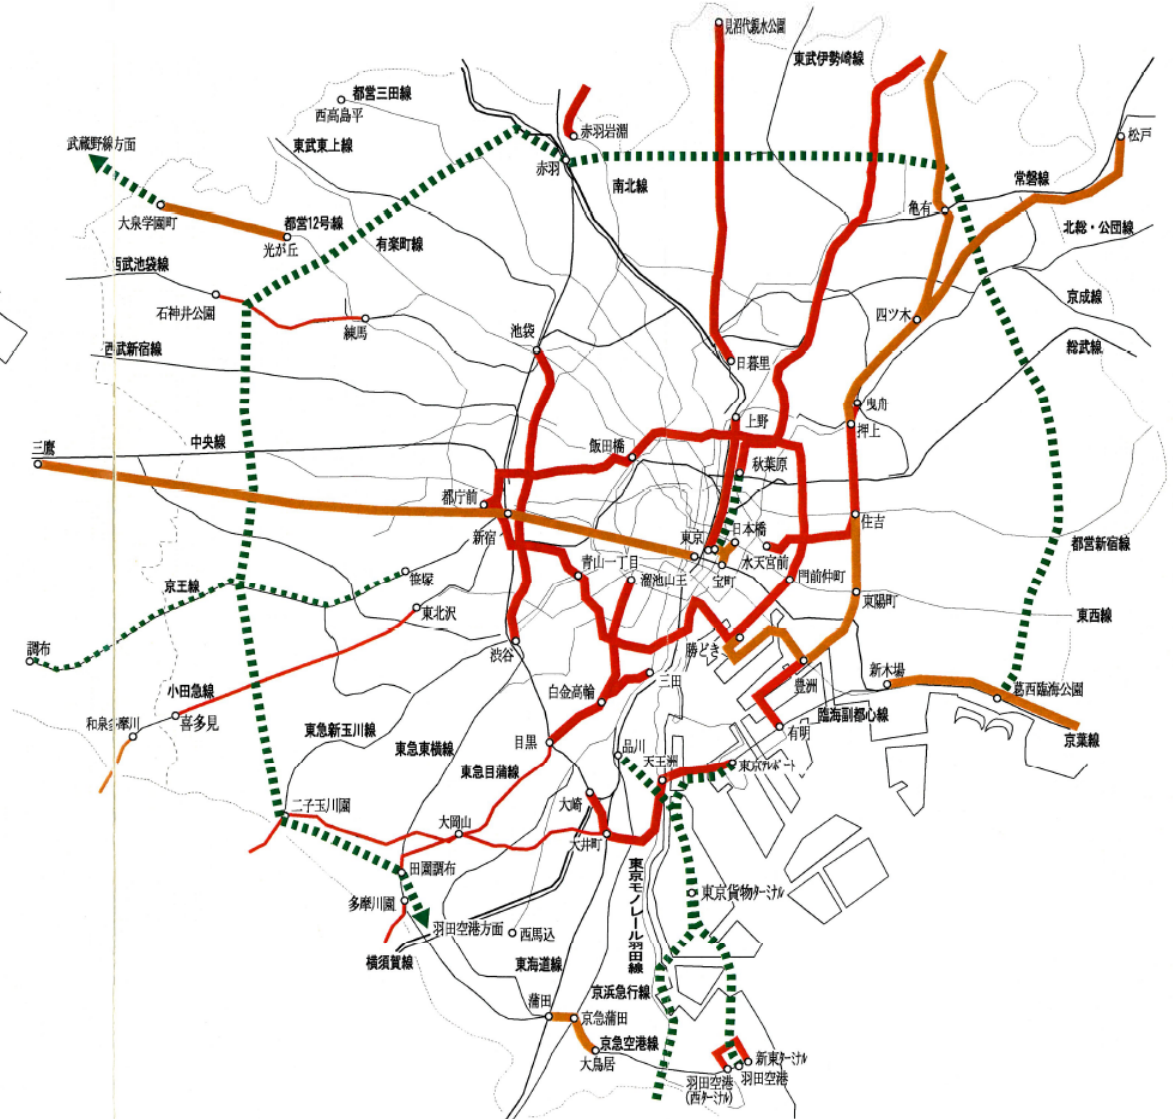 見沼代親水公園
東武伊勢崎線
都営三田線
西高島平
赤羽岩淵
松戸
武蔵野線方面
東武東上線
赤羽
南北線
常磐線
亀有
大泉学園町
都営12号線
光が丘
有楽町線
北総・公団線
西武池袋線
石神井公園
練馬
京成線
四ツ木
池袋
総武線
西武新宿線
日暮里
曳舟
押上
上野
三鷹
中央線
飯田橋
秋葉原
都庁前
新宿
東京
日本橋
住吉
都営新宿線
青山一丁目
溜池山王
宝町
水天宮前
門前仲町
京王線
笹塚
東北沢
東陽町
東西線
調布
渋谷
勝どき
小田急線
喜多見
和泉多摩川
白金高輪
三田
豊洲
新木場
葛西臨海公園
臨海副都心線
有明
京葉線
東急新玉川線
東急東横線
目黒
品川
天王洲
東京テレポート
東急目蒲線
二子玉川園
大岡山
大崎
大井町
田園調布
多摩川園
羽田空港方面
西馬込
東京モノレール羽田線
東京貨物ターミナル
横須賀線
東海道線
京浜急行線
蒲田
京急蒲田
京急空港線
大鳥居
新東ターミナル
羽田空港
羽田空港
(西ターミナル)